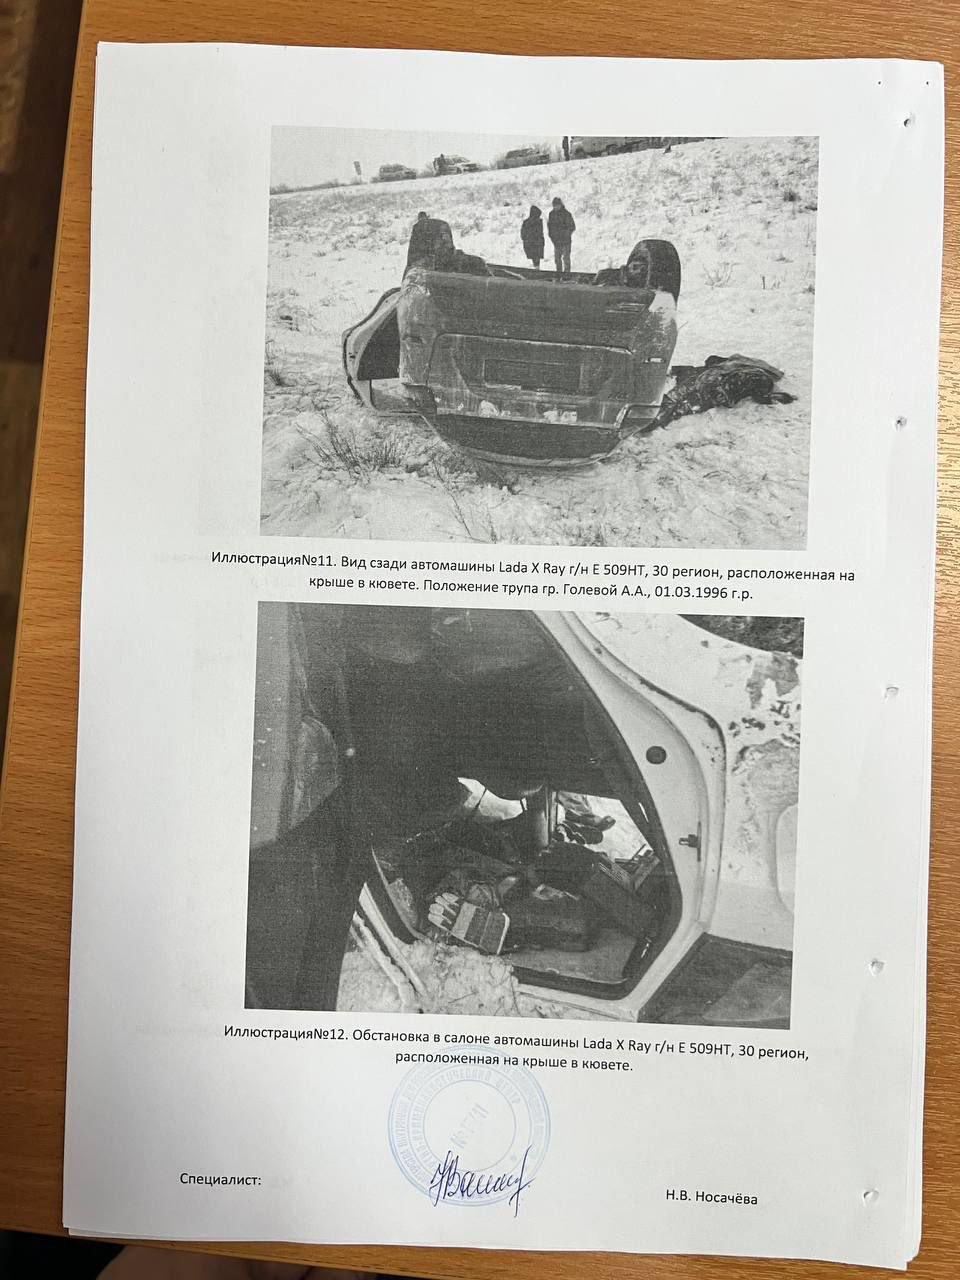 Иллюстрация№11. Вид сзади автомашины Lada X Ray г/н Е 509НТ, 30 регион, расположенная на
крыше в кювете. Положение трупа гр. Голевой А.А., 01.03.1996 г.р.
Иллюстрация№12. Обстановка в салоне автомашины Lada X Ray г/н Е 509НТ, 30 регион,
расположенная на крыше в кювете.
Специалист:
Н.В. Носачёва